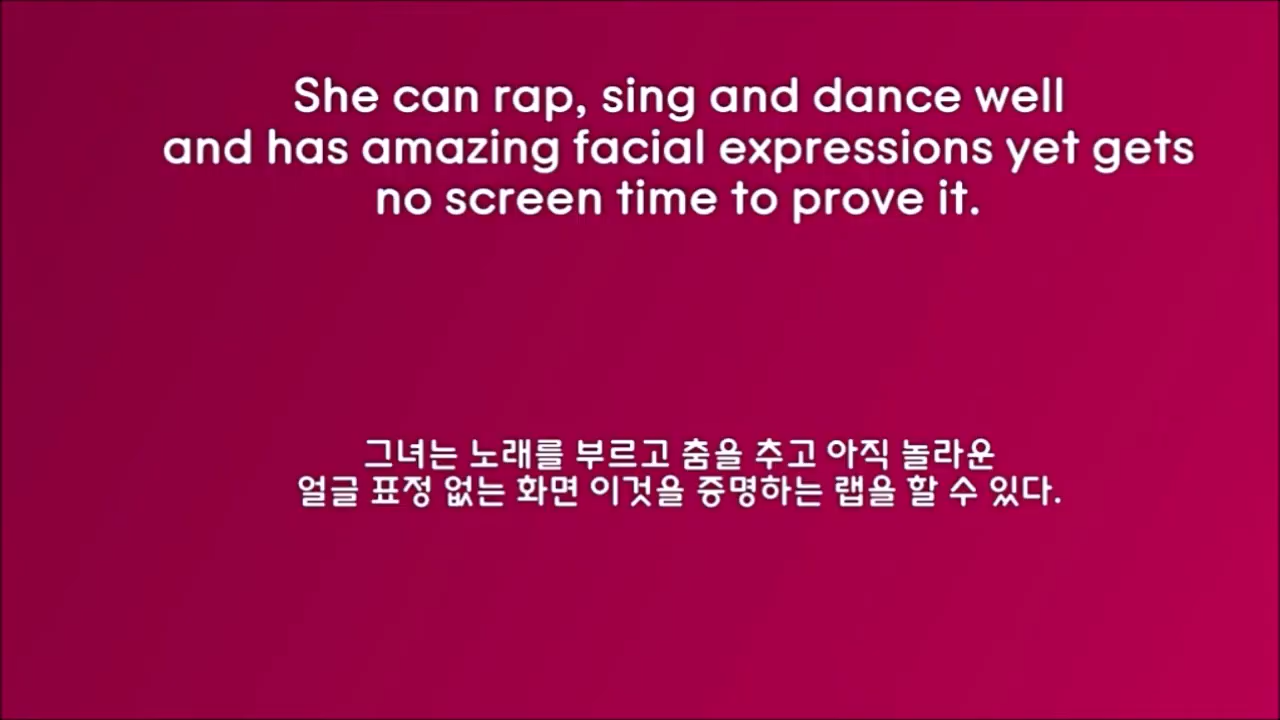 She can rap, sing and dance well
and has amazing facial expressions yet gets
no screen time to prove it.
그녀는 노래를 부르고 춤을 추고 아직 놀라운
얼글 표정 없는 화면 이것을 증명하는 랩을 할 수 있다.